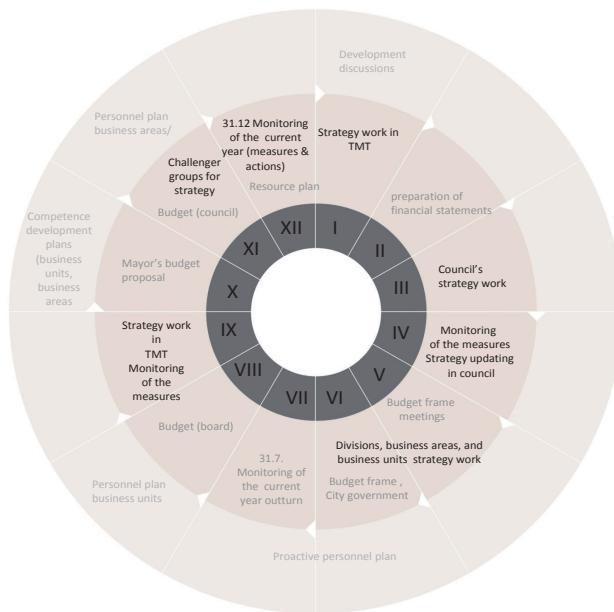 Development
discussions
Personnel plan
business areas/
31.12 Monitoring
of the current
year (measures &
actions)
Resource plan
Strategy work in
TMT
Challenger
groups for
strategy
Budget (council)
preparation of
financial statements
Competence
development
plans
(business
units,
business
areas
Mayor's budget
proposal
Council's
strategy work
XII
I
XI
II
X
III
IX
IV
VIII
V
VII
VI
Strategy work
in
TMT
Monitoring
of the
measures
Monitoring
of the measures
Strategy updating
in council
Budget frame
meetings
Budget (board)
Divisions, business areas, and
business units strategy work
Budget frame ,
City government
31.7.
Monitoring
of the current
year outturn
Personnel plan
business units
Proactive personnel plan